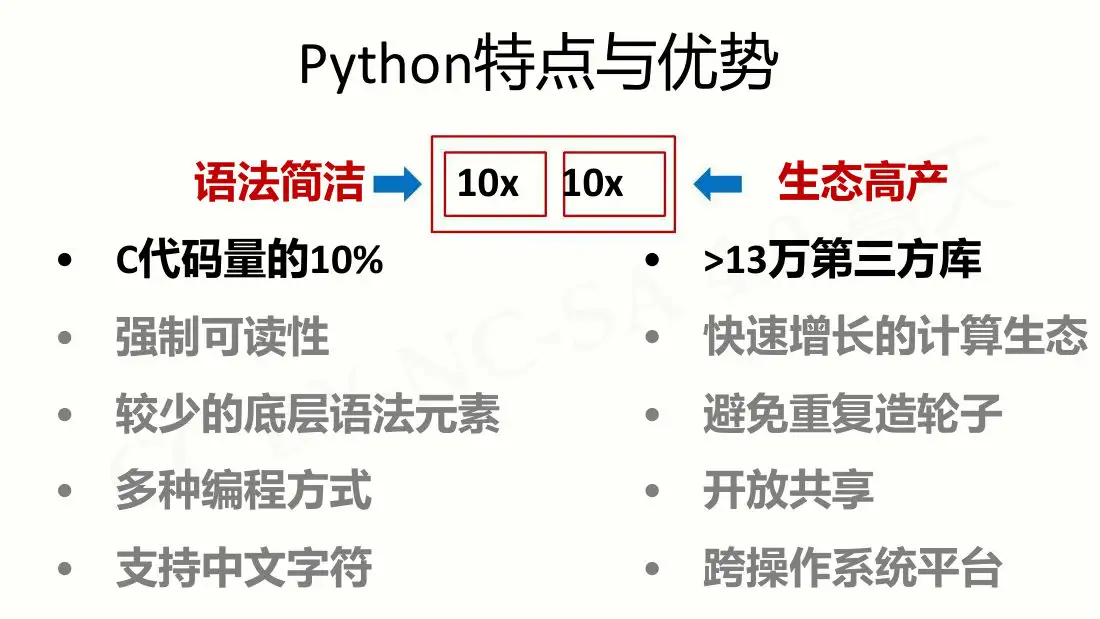 Python特点与优势
语法简洁 10x 10x 生态高产
• C代码量的10%
• 强制可读性
• 较少的底层语法元素
• 多种编程方式
• 支持中文字符
• >13万第三方库
• 快速增长的计算生态
• 避免重复造轮子
• 开放共享
• 跨操作系统平台